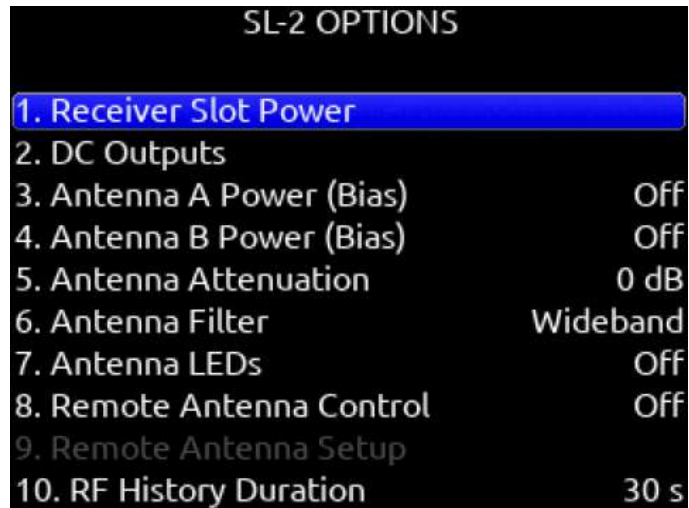 SL-2 OPTIONS
1. Receiver Slot Power
2. DC Outputs
3. Antenna A Power (Bias) Off
4. Antenna B Power (Bias) Off
5. Antenna Attenuation 0 dB
6. Antenna Filter Wideband
7. Antenna LEDs Off
8. Remote Antenna Control Off
9. Remote Antenna Setup
10. RF History Duration 30 s